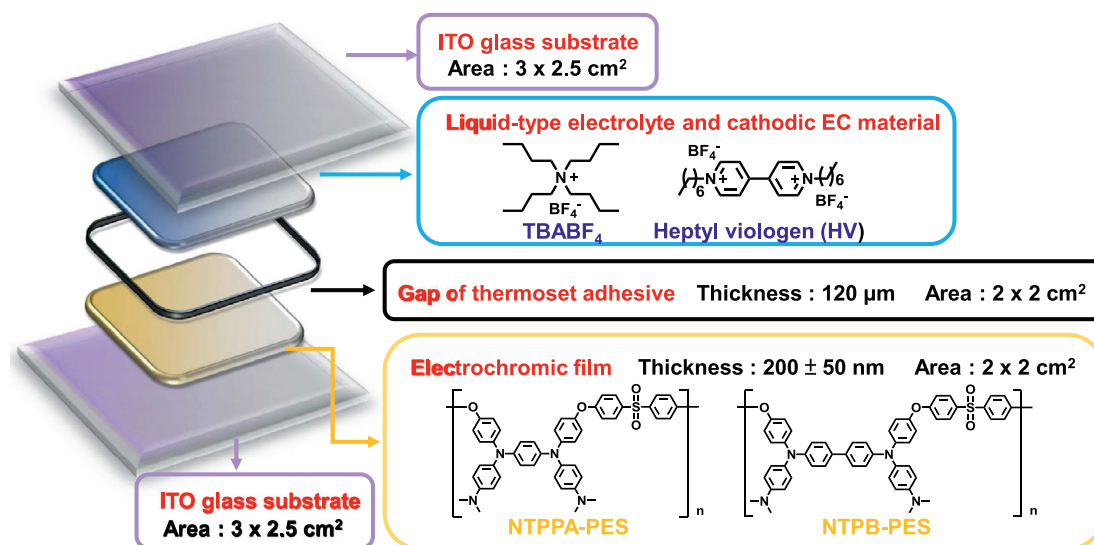 ITO glass substrate
Area : 3 x 2.5 cm²
Liquid-type electrolyte and cathodic EC material
N
+
BF₄⁻
TBABF₄
BF₄⁻
6
N
+
+
N
6
BF₄⁻
Heptyl viologen (HV)
Gap of thermoset adhesive Thickness : 120 μm Area : 2 x 2 cm²
Electrochromic film Thickness : 200 ± 50 nm Area : 2 x 2 cm²
O
O
O
S
O
N
N
N
N
n
NTPPA-PES
O
O
O
S
O
N
N
N
N
n
NTPB-PES
ITO glass substrate
Area : 3 x 2.5 cm²